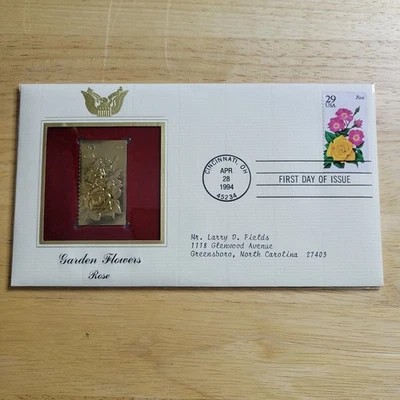 29
USA
Rose
CINCINNATI, OH
APR
28
1994
45234
FIRST DAY OF ISSUE
Mr. Larry D. Fields
1118 Glenwood Avenue
Greensboro, North Carolina 27403
Garden Flowers
Rose